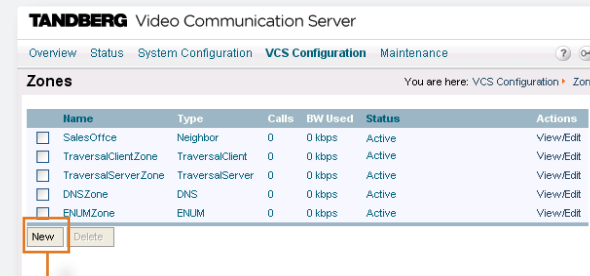 TANDBERG Video Communication Server
Overview Status System Configuration VCS Configuration Maintenance ?
Zones You are here: VCS Configuration Zon
Name Type Calls BW Used Status Actions
SalesOffce Neighbor 0 0 kbps Active View/Edit
TraversalClientZone TraversalClient 0 0 kbps Active View/Edit
TraversalServerZone TraversalServer 0 0 kbps Active View/Edit
DNSZone DNS 0 0 kbps Active View/Edit
ENUMZone ENUM 0 0 kbps Active View/Edit
New Delete